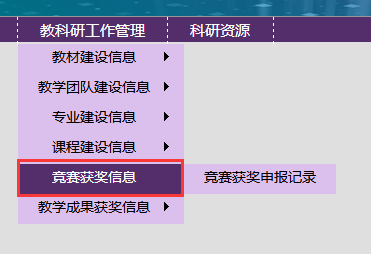 教科研工作管理 科研资源
教材建设信息
教学团队建设信息
专业建设信息
课程建设信息
竟赛获奖信息 竟赛获奖申报记录
教学成果获奖信息